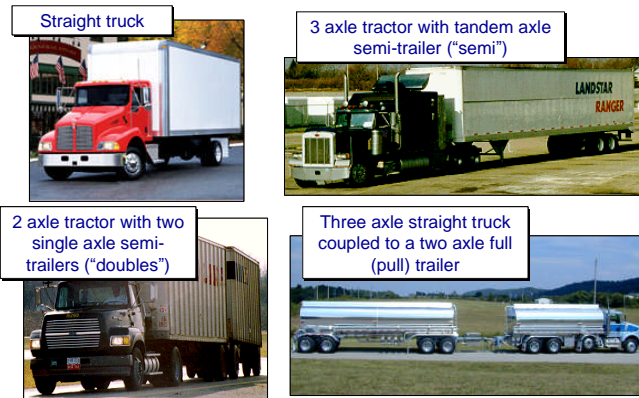 Straight truck
3 axle tractor with tandem axle
semi-trailer (“semi”)
LANDSTAR
RANGER
2 axle tractor with two
single axle semi-
trailers (“doubles”)
Three axle straight truck
coupled to a two axle full
(pull) trailer